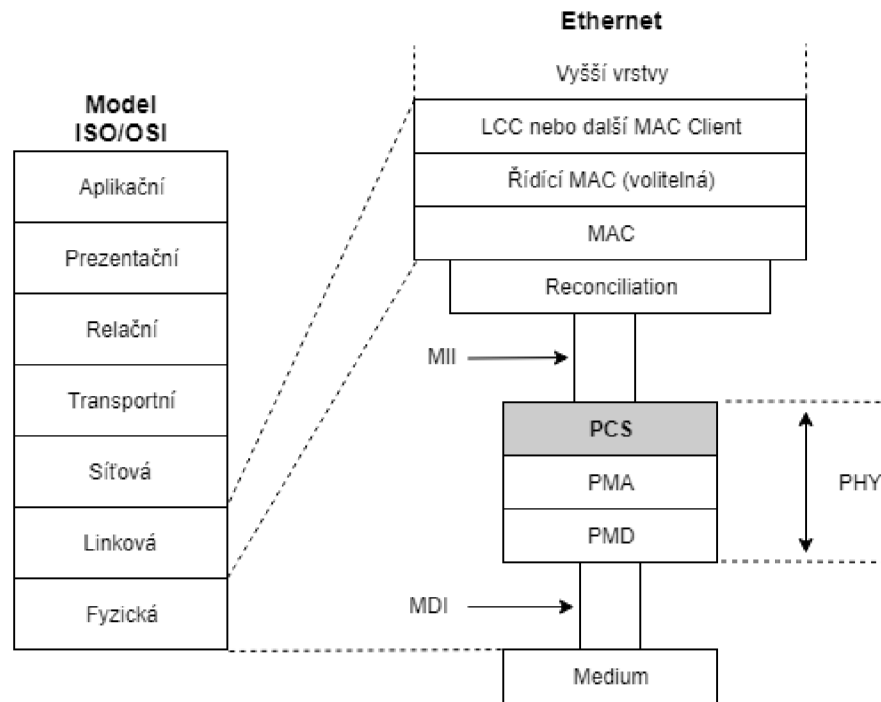 Ethernet
Vyšší vrstvy
Model
ISO/OSI
LCC nebo další MAC Client
Řídící MAC (volitelná)
MAC
Reconciliation
Aplikační
Prezentační
Relační
Transportní
Síťová
Linková
Fyzická
MII
PCS
PMA
PMD
PHY
MDI
Medium